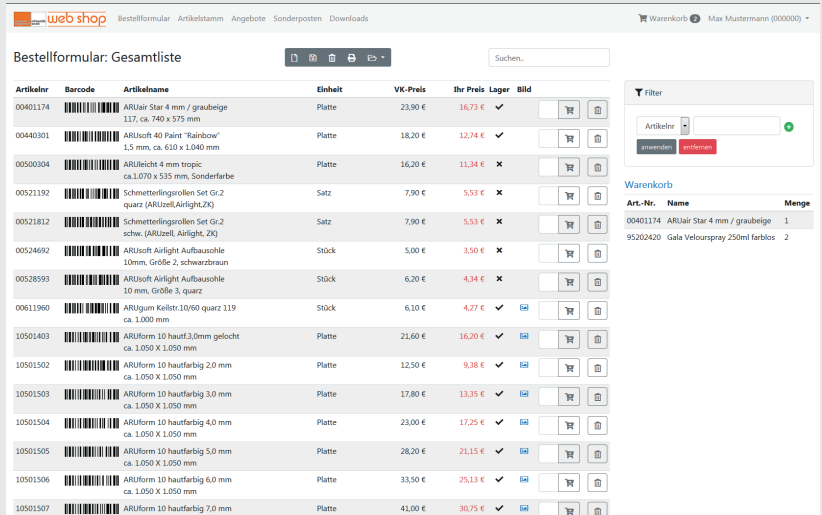 web shop Bestellformular Artikelstamm Angebote Sonderposten Downloads Warenkorb 2 Max Mustermann (000000)
Bestellformular: Gesamtliste
Suchen..
Artikelnr Barcode Artikelname Einheit VK-Preis Ihr Preis Lager Bild
00401174 ARUair Star 4 mm / graubeige Platte 23,90 € 16,73 €
117, ca. 740 x 575 mm
00440301 ARUsoft 40 Paint "Rainbow" Platte 18,20 € 12,74 €
1,5 mm, ca. 610 x 1.040 mm
00500304 ARUleicht 4 mm tropic Platte 16,20 € 11,34 €
ca.1.070 x 535 mm, Sonderfarbe
00521192 Schmetterlingsrollen Set Gr.2 Satz 7,90 € 5,53 €
quarz (ARUzell,Airlight,ZK)
00521812 Schmetterlingsrollen Set Gr.2 Satz 7,90 € 5,53 €
schw. (ARUzell, Airlight, ZK)
00524692 ARUsoft Airlight Aufbausohle Stück 5,00 € 3,50 €
10mm, Größe 2, schwarzbraun
00528593 ARUsoft Airlight Aufbausohle Stück 6,20 € 4,34 €
10 mm, Größe 3, quarz
00611960 ARUgum Keilstr.10/60 quarz 119 Stück 6,10 € 4,27 €
ca. 1.000 mm
10501403 ARUform 10 hautf.3,0mm gelocht Platte 21,60 € 16,20 €
ca. 1.050 X 1.050 mm
10501502 ARUform 10 hautfarbig 2,0 mm Platte 12,50 € 9,38 €
ca. 1.050 X 1.050 mm
10501503 ARUform 10 hautfarbig 3,0 mm Platte 17,80 € 13,35 €
ca. 1.050 X 1.050 mm
10501504 ARUform 10 hautfarbig 4,0 mm Platte 23,00 € 17,25 €
ca. 1.050 X 1.050 mm
10501505 ARUform 10 hautfarbig 5,0 mm Platte 28,20 € 21,15 €
ca. 1.050 X 1.050 mm
10501506 ARUform 10 hautfarbig 6,0 mm Platte 33,50 € 25,13 €
ca. 1.050 X 1.050 mm
10501507 ARUform 10 hautfarbig 7,0 mm Platte 41,00 € 30,75 €
Filter
Artikelnr
anwenden entfernen
Warenkorb
Art.-Nr. Name Menge
00401174 ARUair Star 4 mm / graubeige 1
95202420 Gala Velourspray 250ml farblos 2